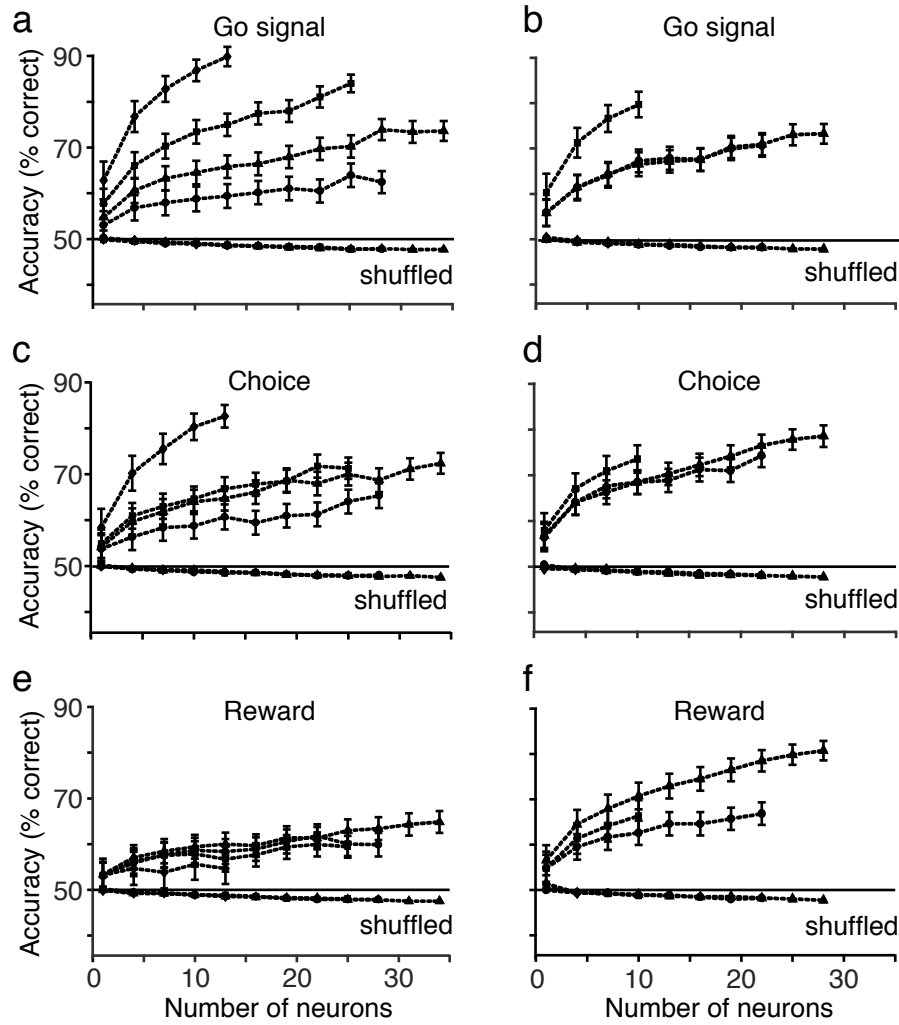 a
Go signal
b
Go signal
Accuracy (% correct)
90
70
50
shuffled
shuffled
c
Choice
d
Choice
Accuracy (% correct)
90
70
50
shuffled
shuffled
e
Reward
f
Reward
Accuracy (% correct)
90
70
50
shuffled
shuffled
0 10 20 30
0 10 20 30
Number of neurons
Number of neurons